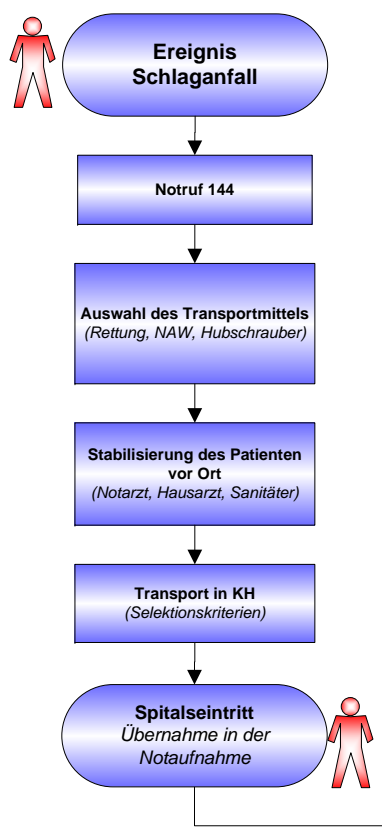 Ereignis
Schlaganfall
Notruf 144
Auswahl des Transportmittels
(Rettung, NAW, Hubschrauber)
Stabilisierung des Patienten
vor Ort
(Notarzt, Hausarzt, Sanitäter)
Transport in KH
(Selektionskriterien)
Spitalseintritt
Übernahme in der
Notaufnahme